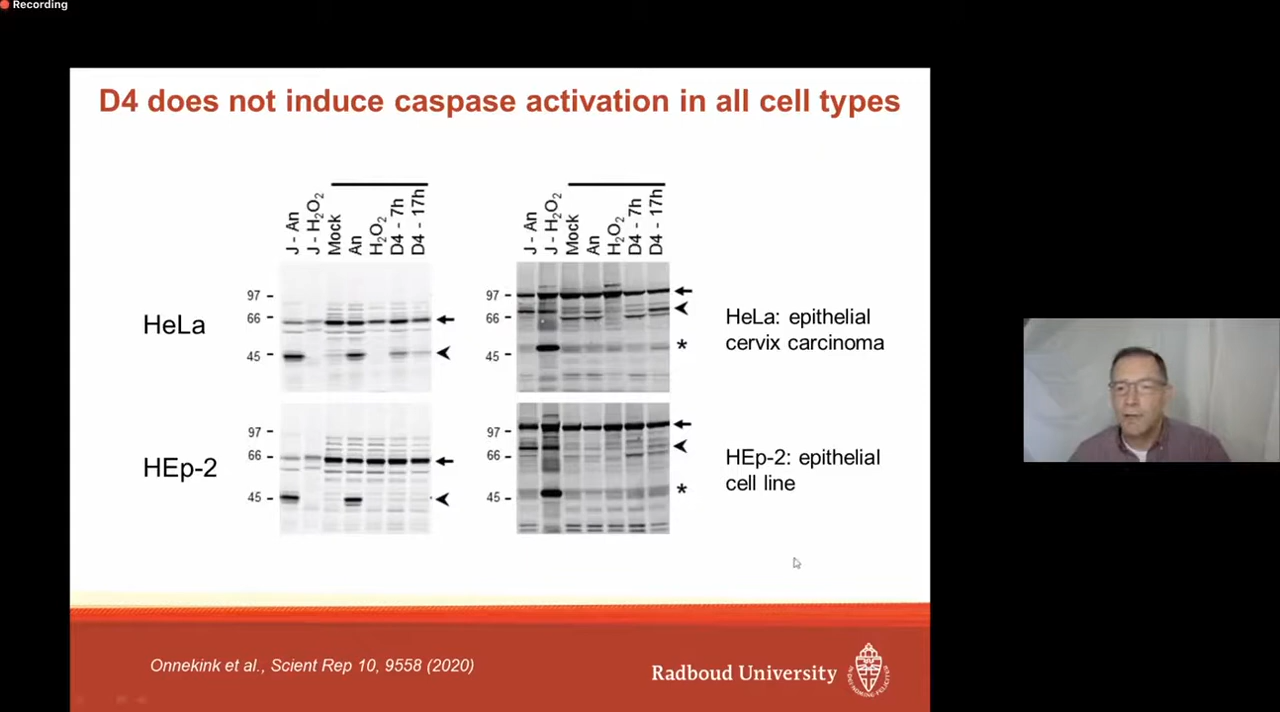 Recording
D4 does not induce caspase activation in all cell types
J - An
J - H2O2
Mock
An
H2O2
D4 - 7h
D4 - 17h
J - An
J - H2O2
Mock
An
H2O2
D4 - 7h
D4 - 17h
HeLa
97
66
45
97
66
45
*
HeLa: epithelial
cervix carcinoma
HEp-2
97
66
45
97
66
45
*
HEp-2: epithelial
cell line
Onnekink et al., Scient Rep 10, 9558 (2020)
Radboud University